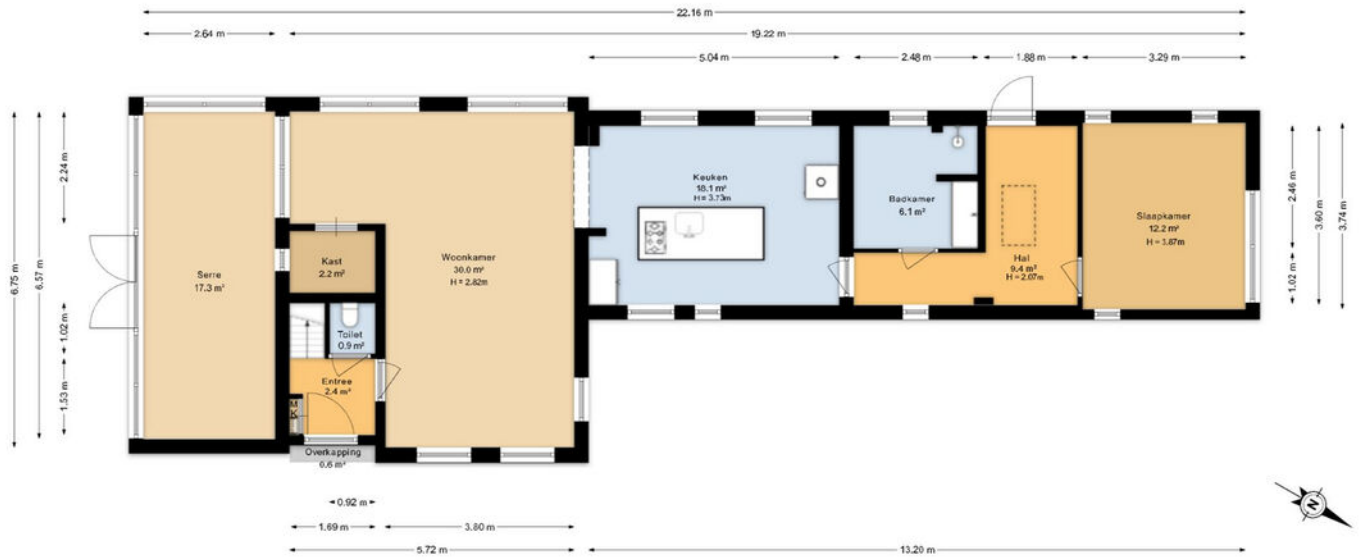 22.16 m
2.64 m
19.22 m
5.04 m
2.48 m
1.88 m
3.29 m
6.75 m
6.57 m
2.24 m
1.02 m
1.53 m
Serre
17.3 m²
Kast
2.2 m²
Woonkamer
30.0 m²
H = 2.82m
Toilet
0.9 m²
Entree
2.4 m²
MK
Overkapping
0.6 m²
Keuken
18.1 m²
H = 3.73m
Badkamer
6.1 m²
Hal
9.4 m²
H = 2.07m
Slaapkamer
12.2 m²
H = 3.87m
2.46 m
1.02 m
3.60 m
3.74 m
0.92 m
1.69 m
3.80 m
5.72 m
13.20 m
N